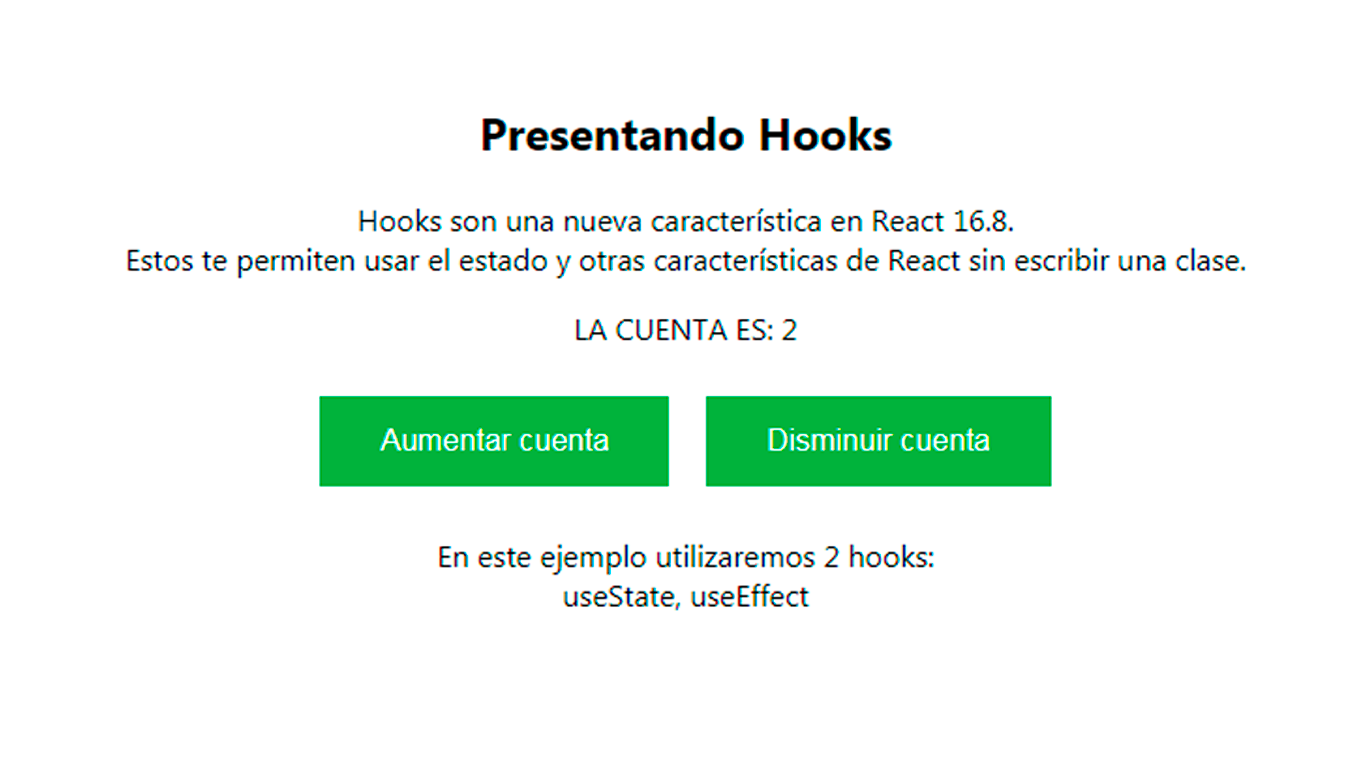 Presentando Hooks
Hooks son una nueva característica en React 16.8.
Estos te permiten usar el estado y otras características de React sin escribir una clase.
LA CUENTA ES: 2
Aumentar cuenta
Disminuir cuenta
En este ejemplo utilizaremos 2 hooks:
useState, useEffect